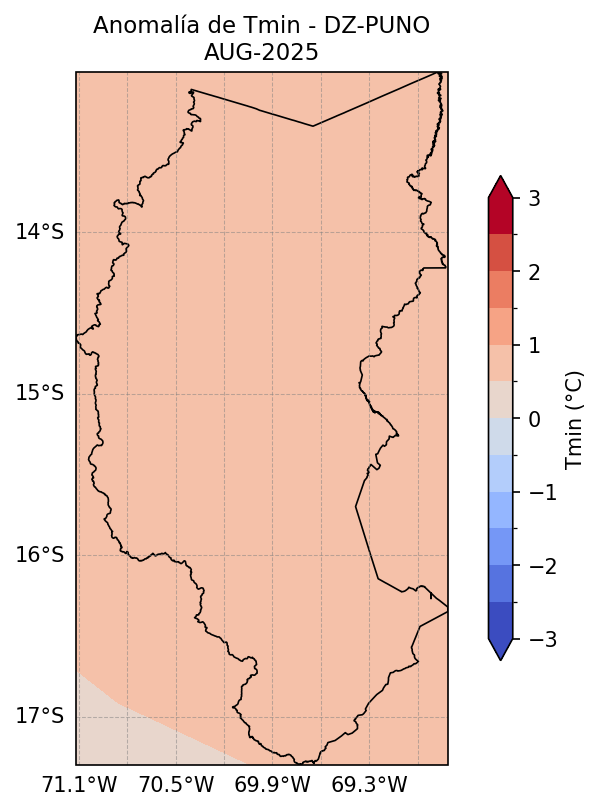 Anomalía de Tmin - DZ-PUNO
AUG-2025
14°S
15°S
16°S
17°S
71.1°W 70.5°W 69.9°W 69.3°W
3
2
1
0
−1
−2
−3
Tmin (°C)